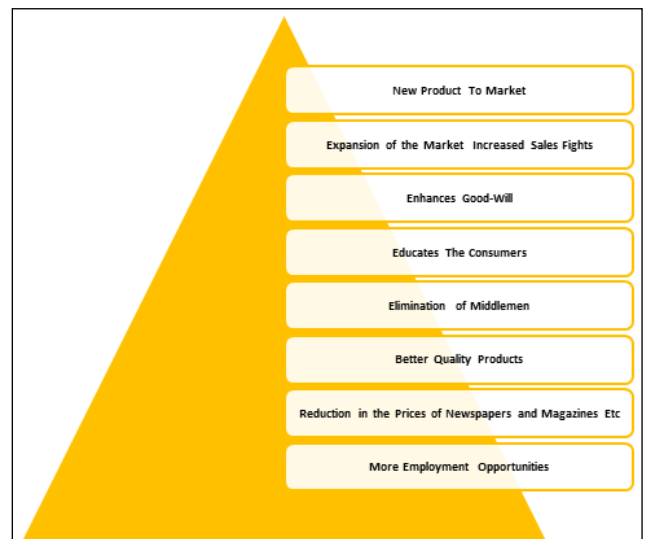 New Product To Market
Expansion of the Market Increased Sales Fights
Enhances Good-Will
Educates The Consumers
Elimination of Middlemen
Better Quality Products
Reduction in the Prices of Newspapers and Magazines Etc
More Employment Opportunities